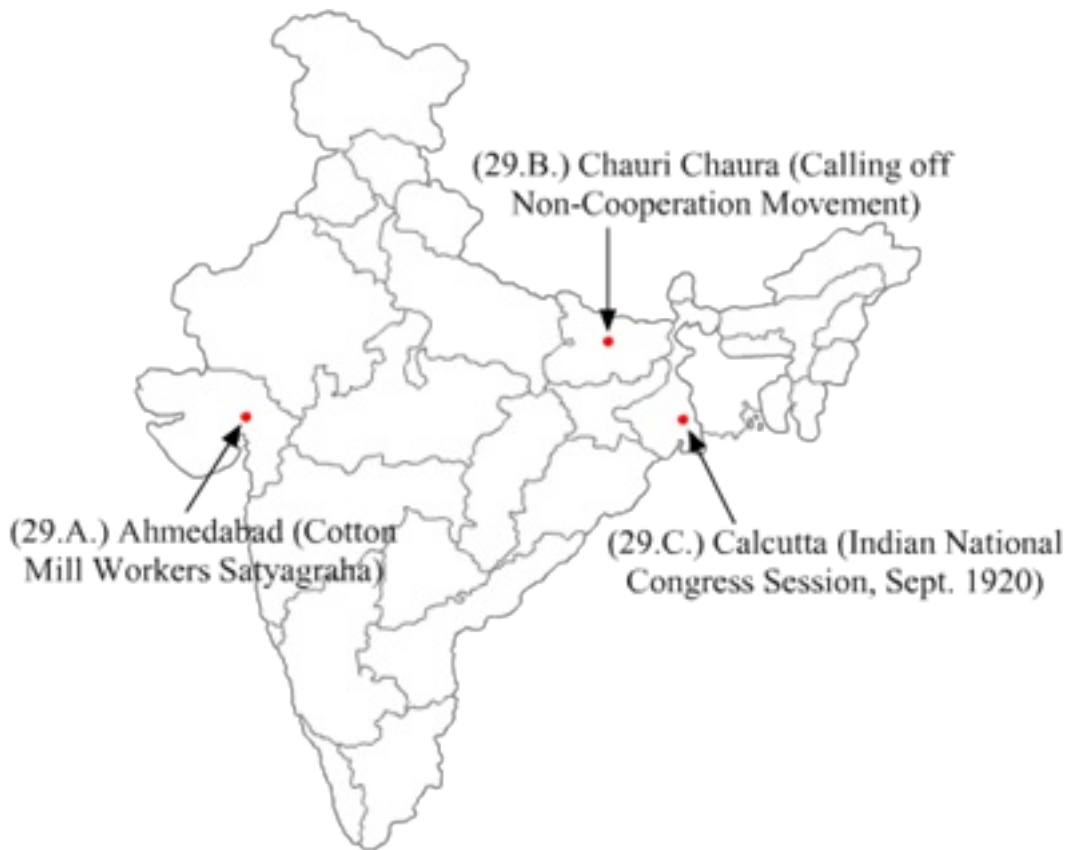 (29.B.) Chauri Chaura (Calling off
Non-Cooperation Movement)
(29.A.) Ahmedabad (Cotton
Mill Workers Satyagraha)
(29.C.) Calcutta (Indian National
Congress Session, Sept. 1920)